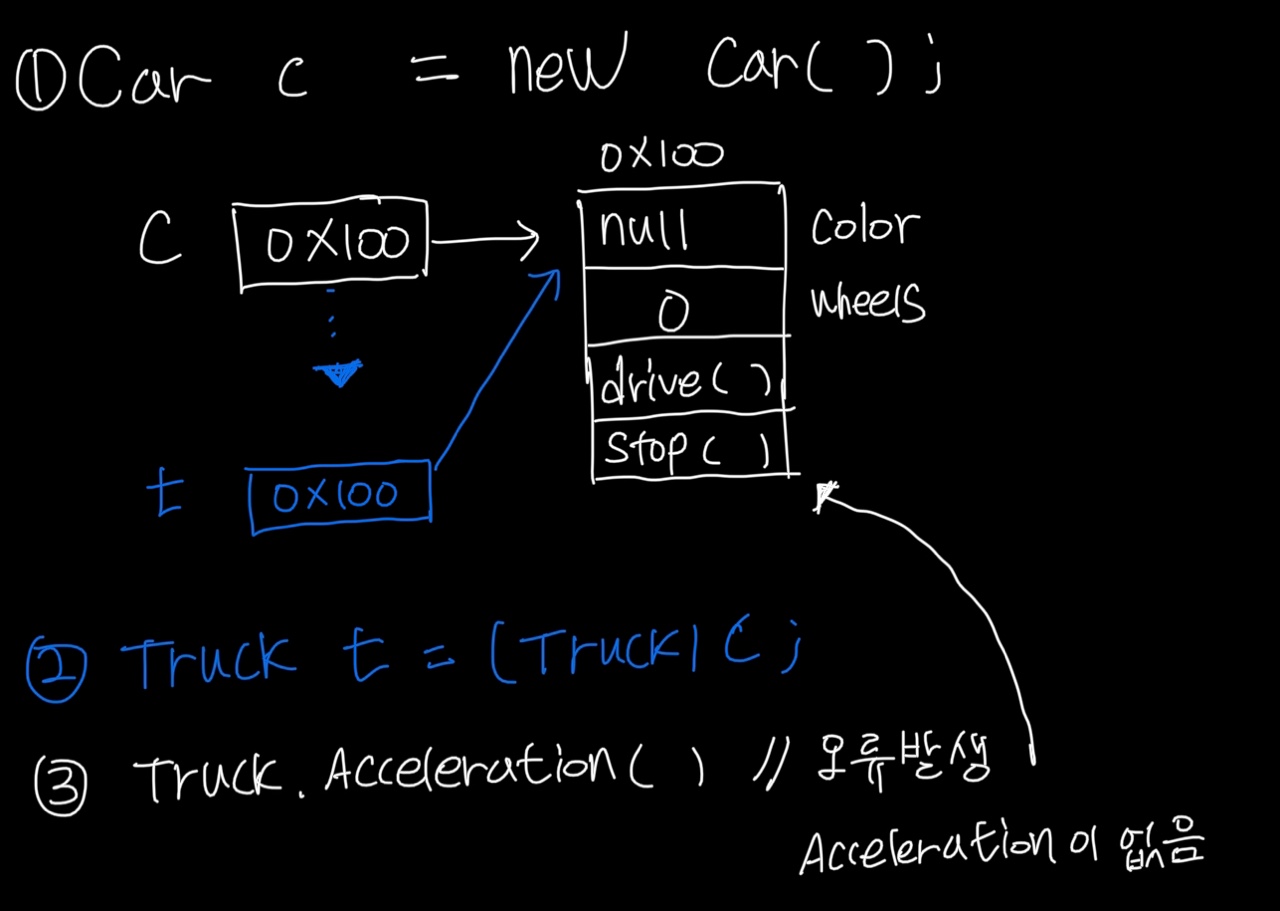 ① Car c = new Car();
0X100
C 0X100 null color
0 wheels
drive()
stop()
t 0X100
② Truck t = (Truck) C;
③ Truck. Acceleration() // 오류발생
Acceleration이 없음